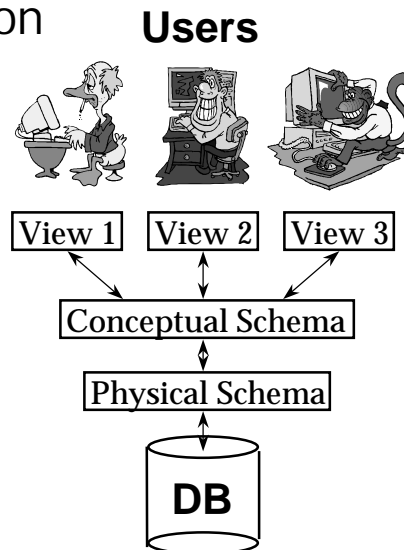 on
Users
View 1 View 2 View 3
Conceptual Schema
Physical Schema
DB